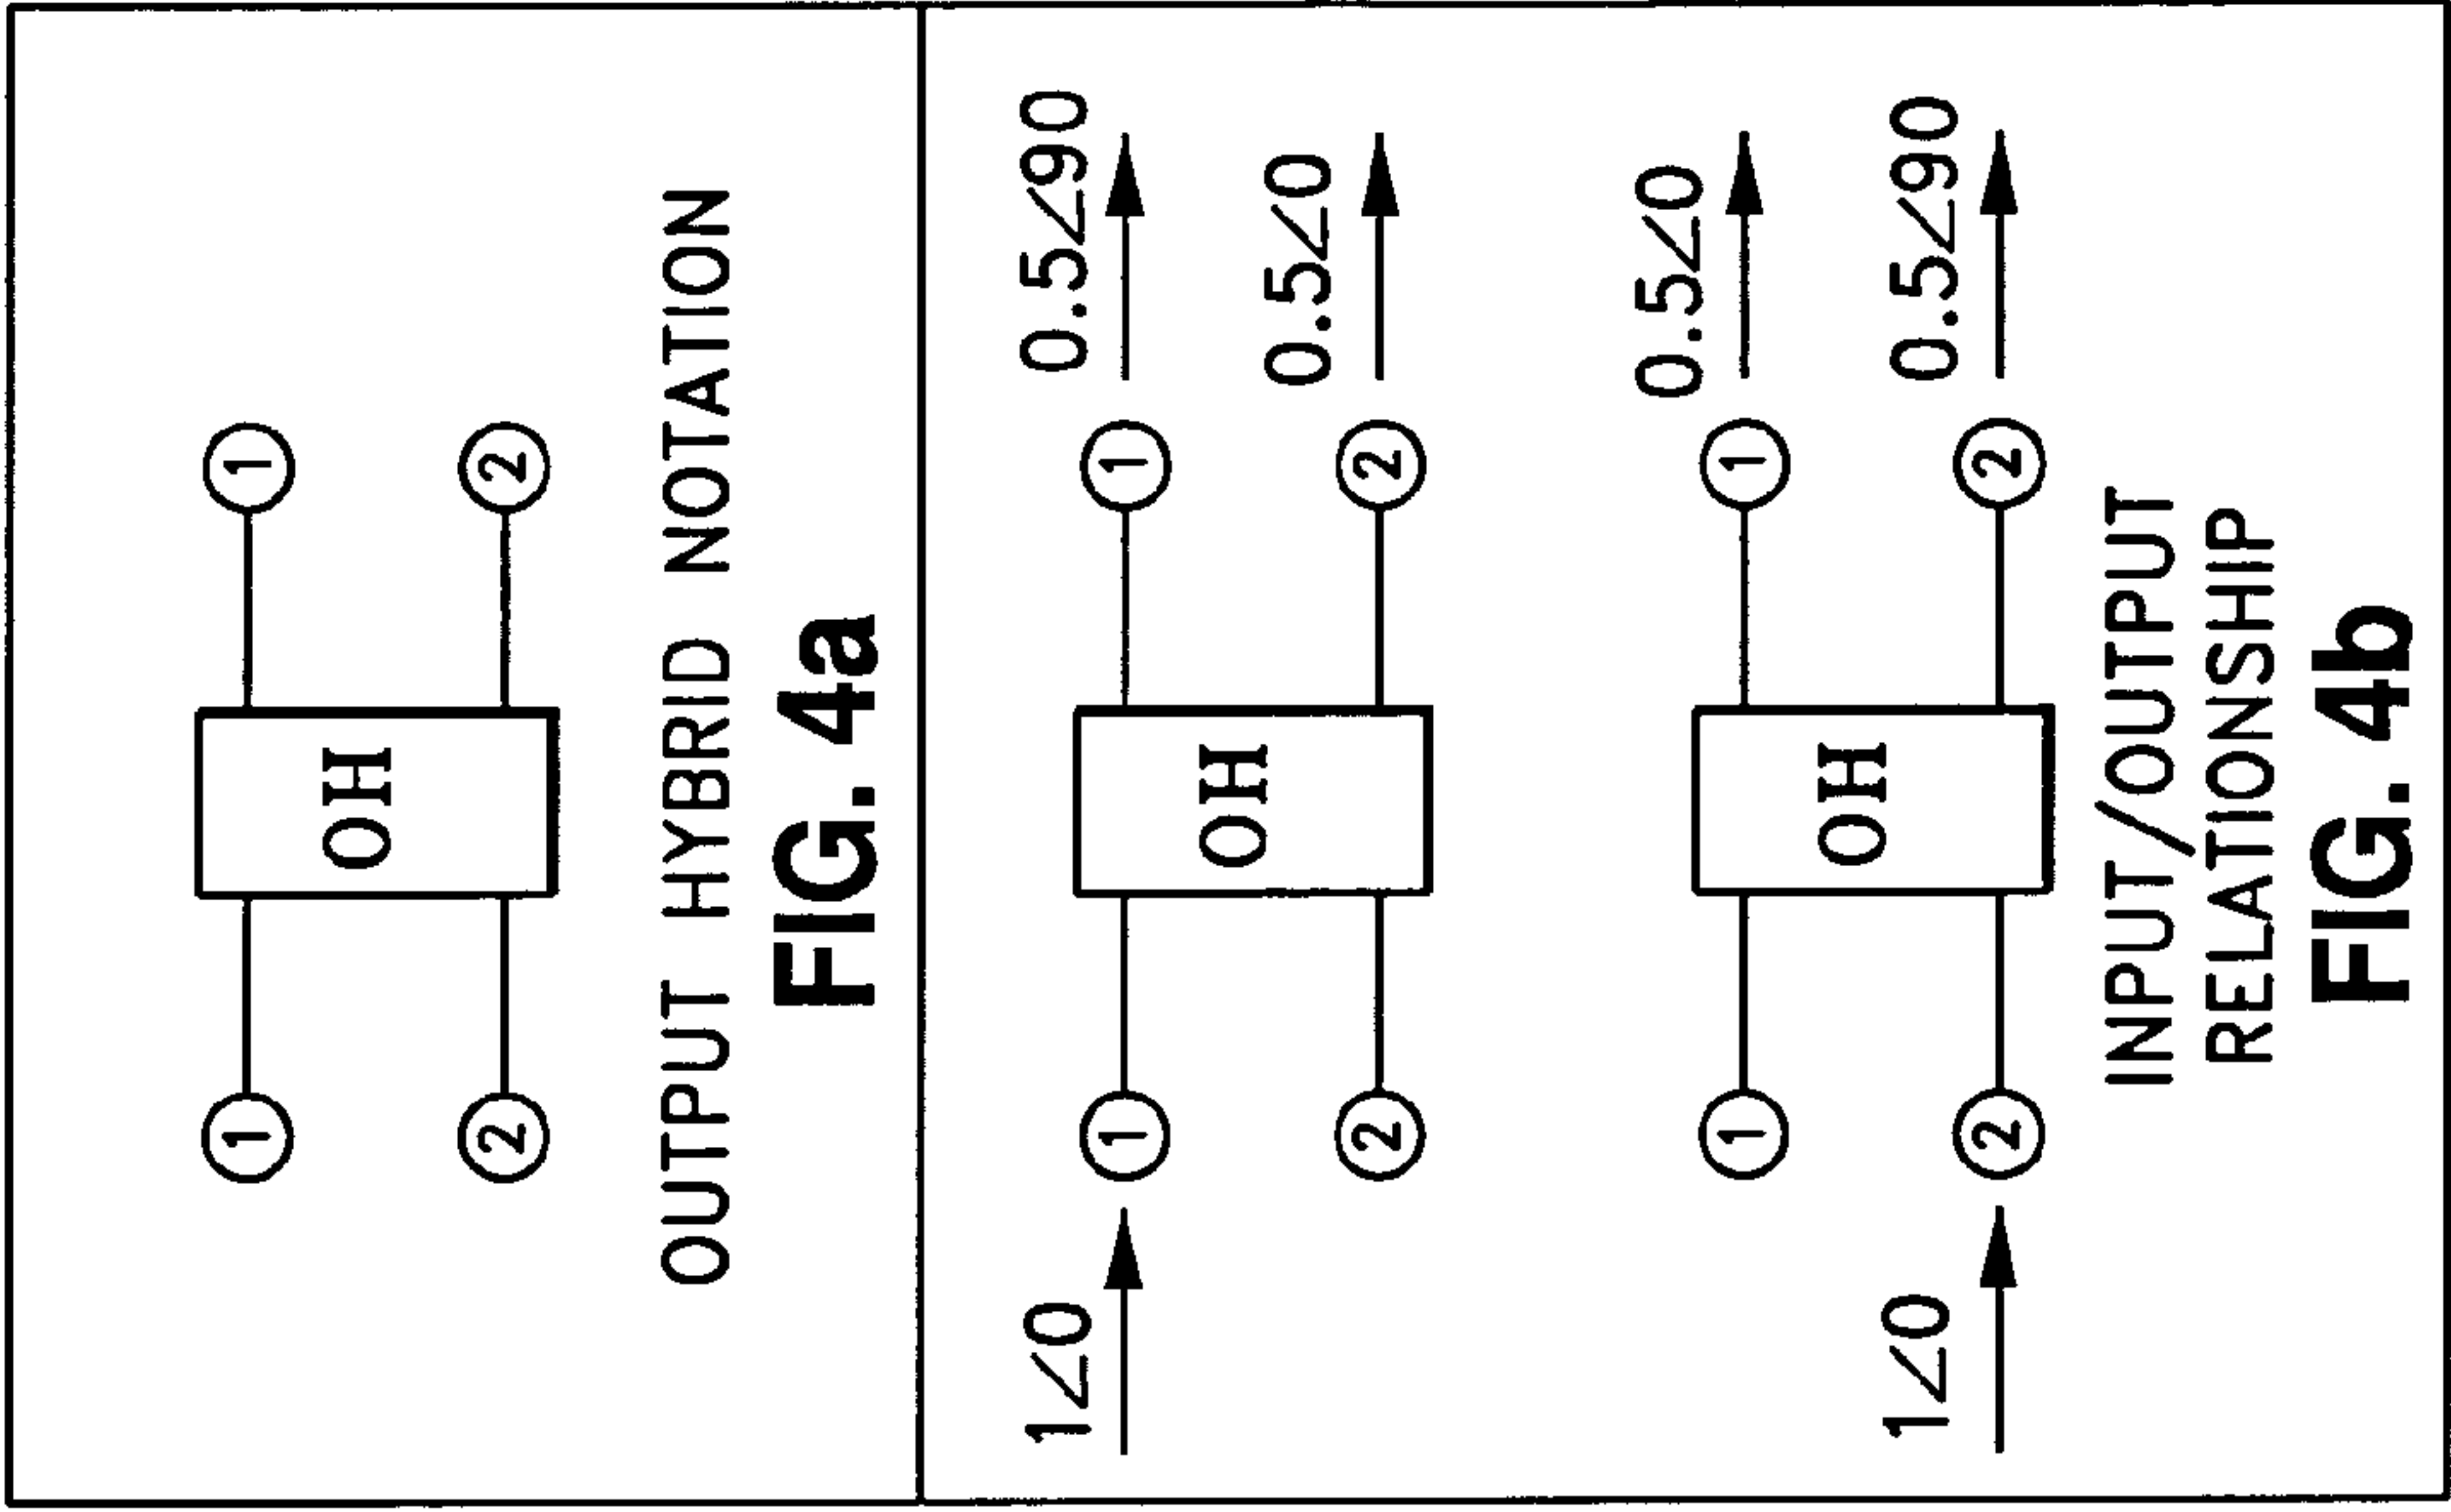 ① OH ①
② ②
OUTPUT HYBRID NOTATION
FIG. 4a
1∠0 ① OH ① 0.5∠90
② ② 0.5∠0
① OH ① 0.5∠0
1∠0 ② ② 0.5∠90
INPUT/OUTPUT
RELATIONSHIP
FIG. 4b